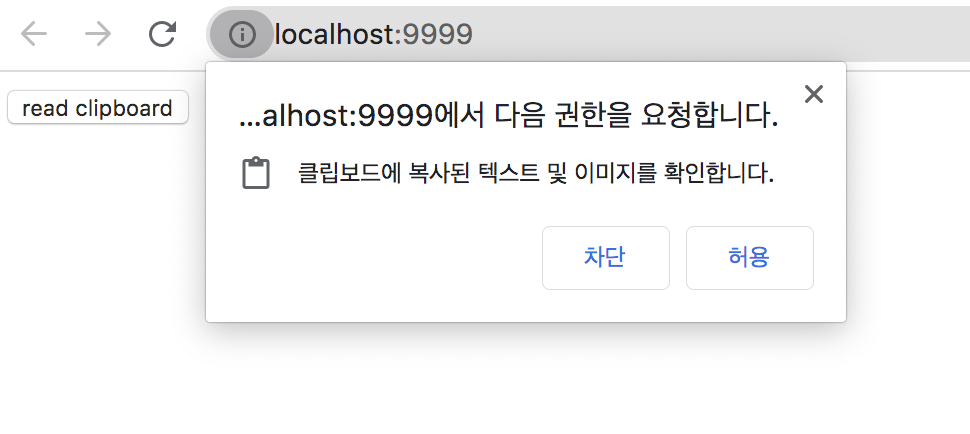 localhost:9999
read clipboard
...alhost:9999에서 다음 권한을 요청합니다.
클립보드에 복사된 텍스트 및 이미지를 확인합니다.
차단
허용